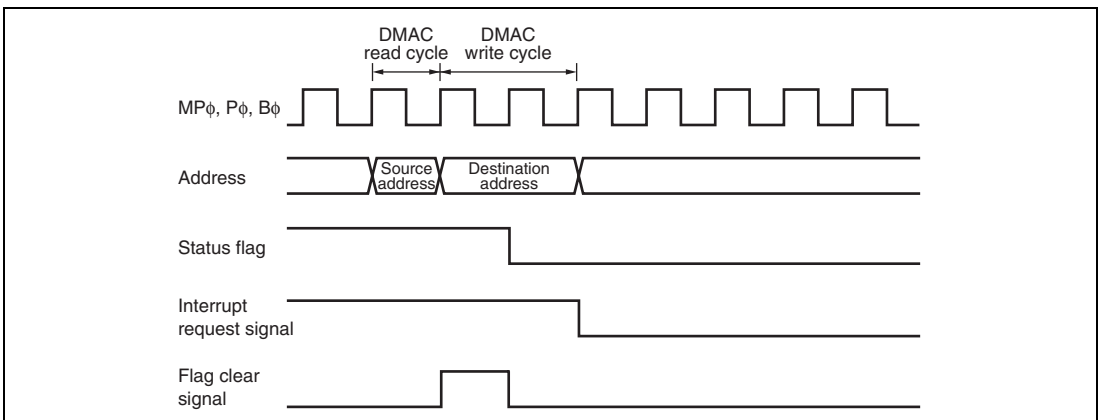 DMAC
read cycle
DMAC
write cycle
MPϕ, Pϕ, Bϕ
Address
Source
address
Destination
address
Status flag
Interrupt
request signal
Flag clear
signal